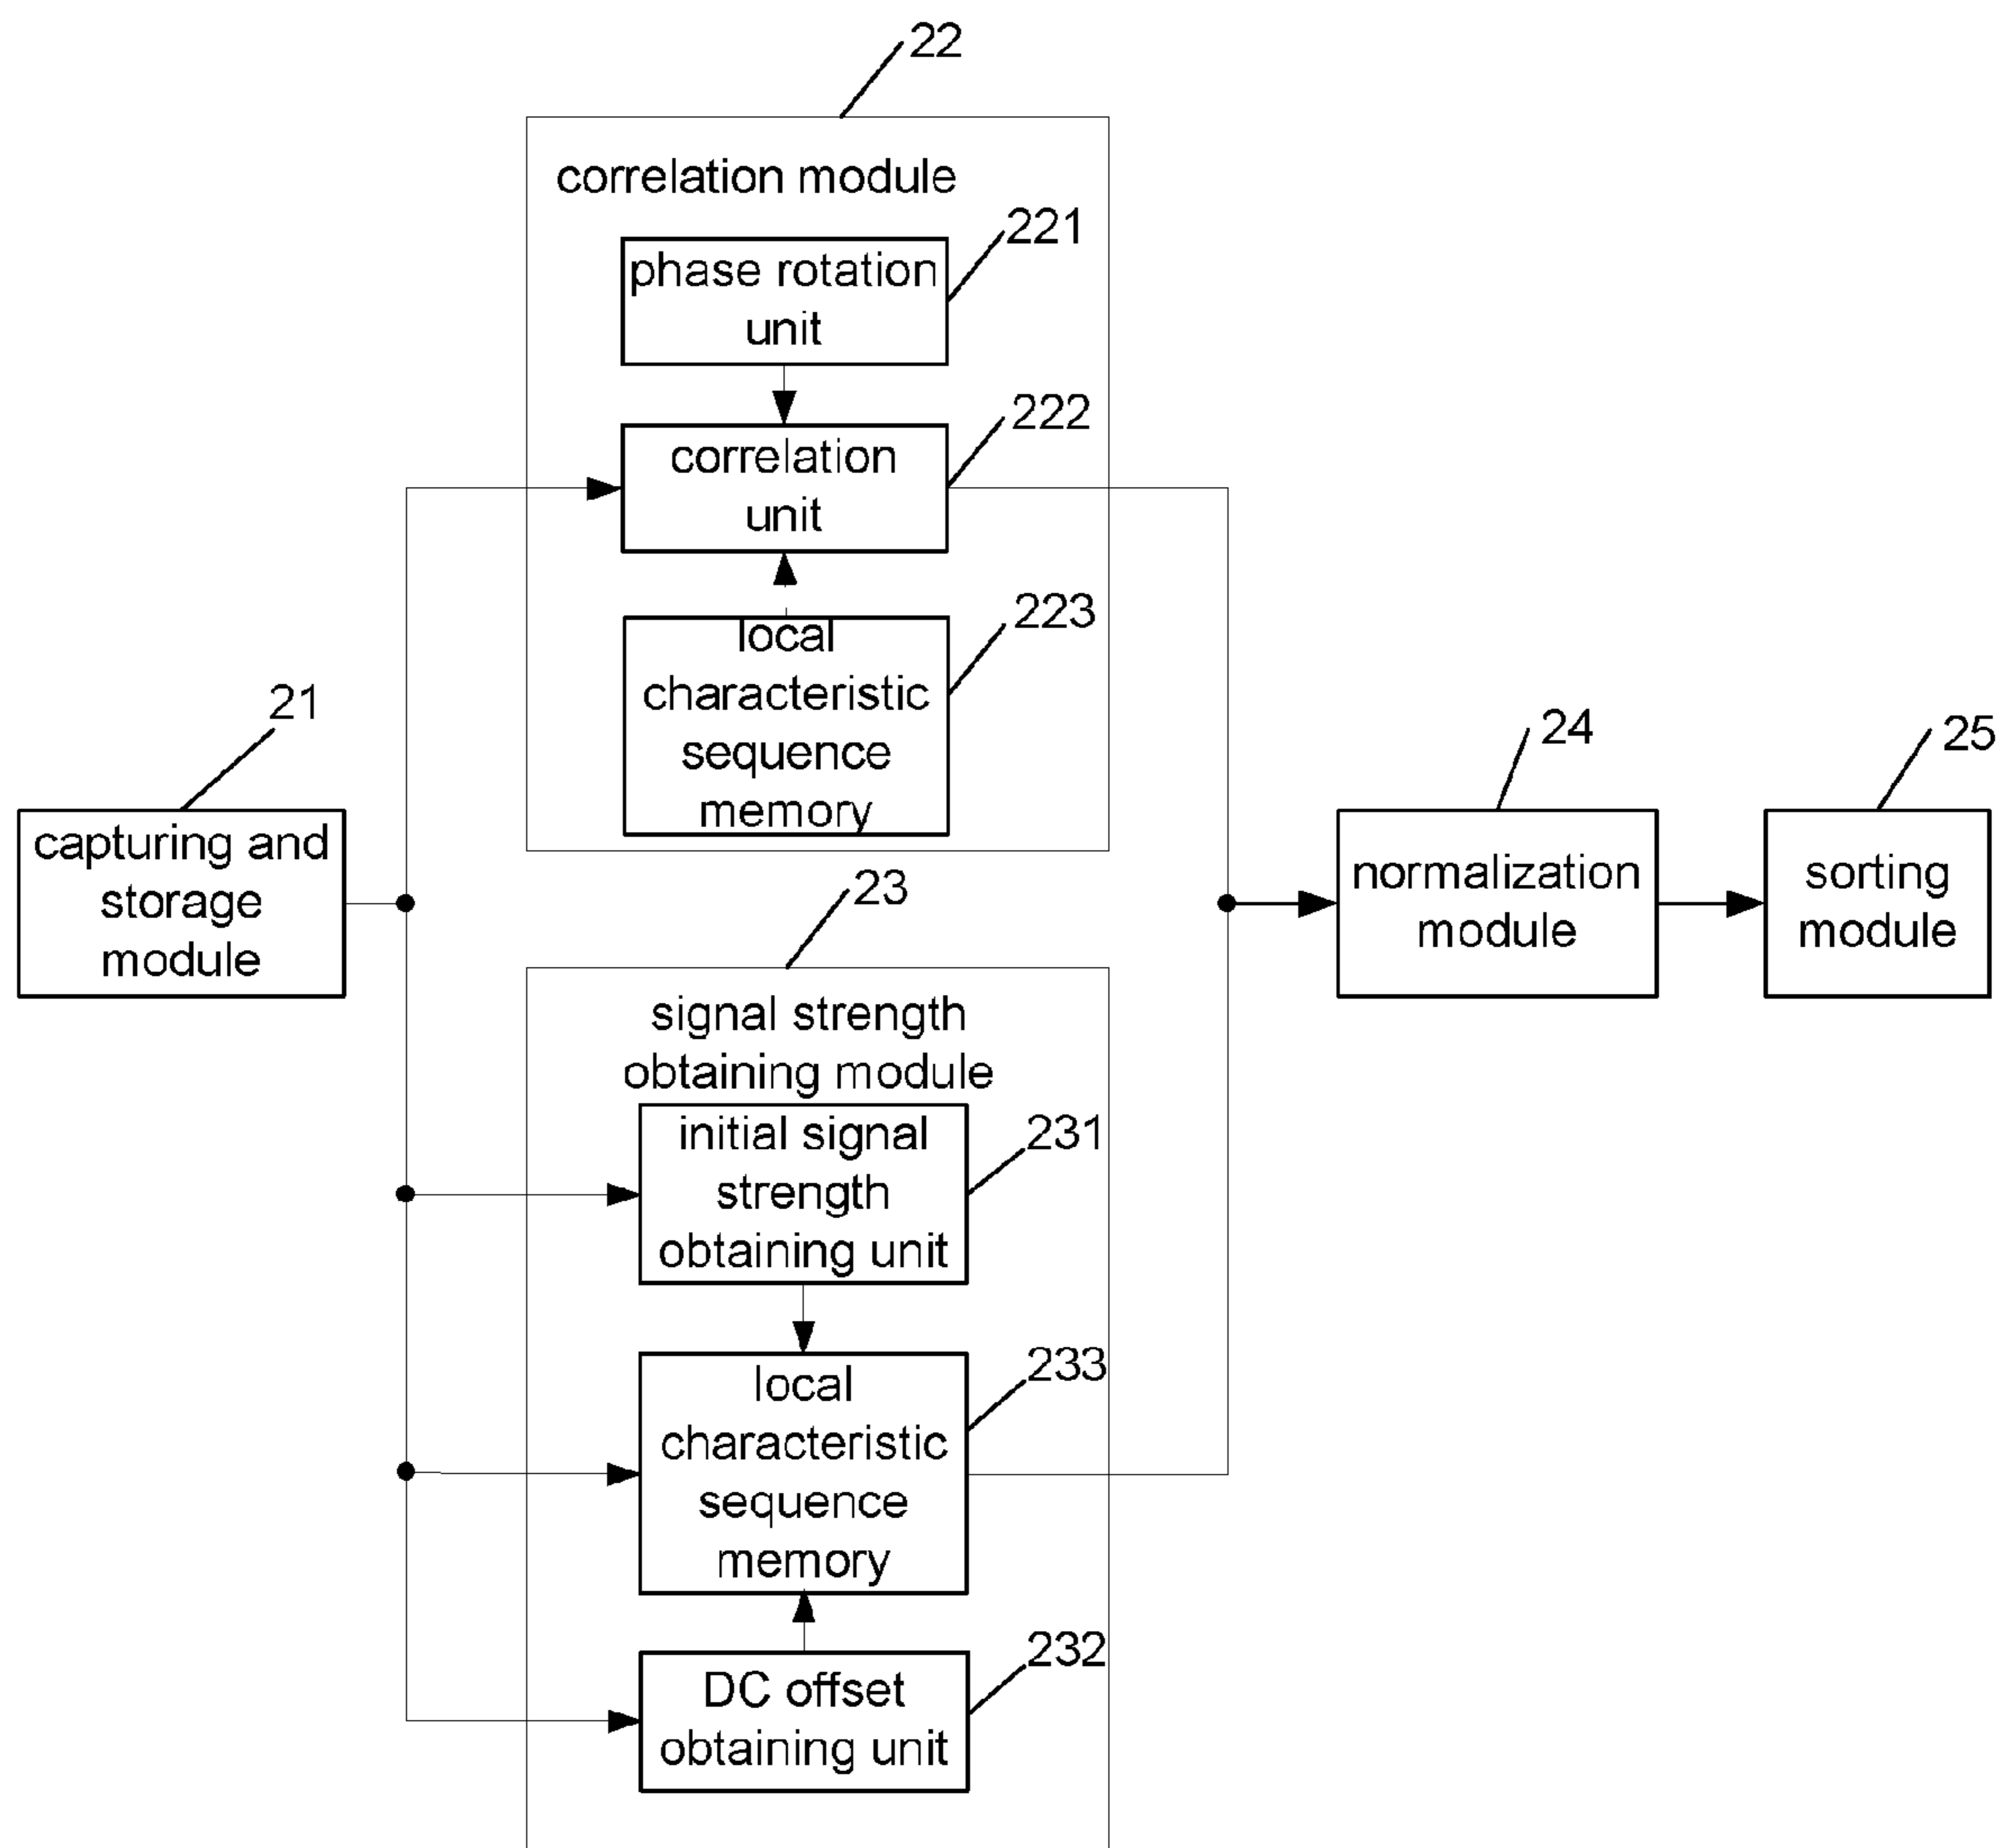 22
correlation module
221
phase rotation
unit
222
correlation
unit
223
local
characteristic
sequence
memory
21
capturing and
storage
module
24
normalization
module
25
sorting
module
23
signal strength
obtaining module
231
initial signal
strength
obtaining unit
233
local
characteristic
sequence
memory
232
DC offset
obtaining unit